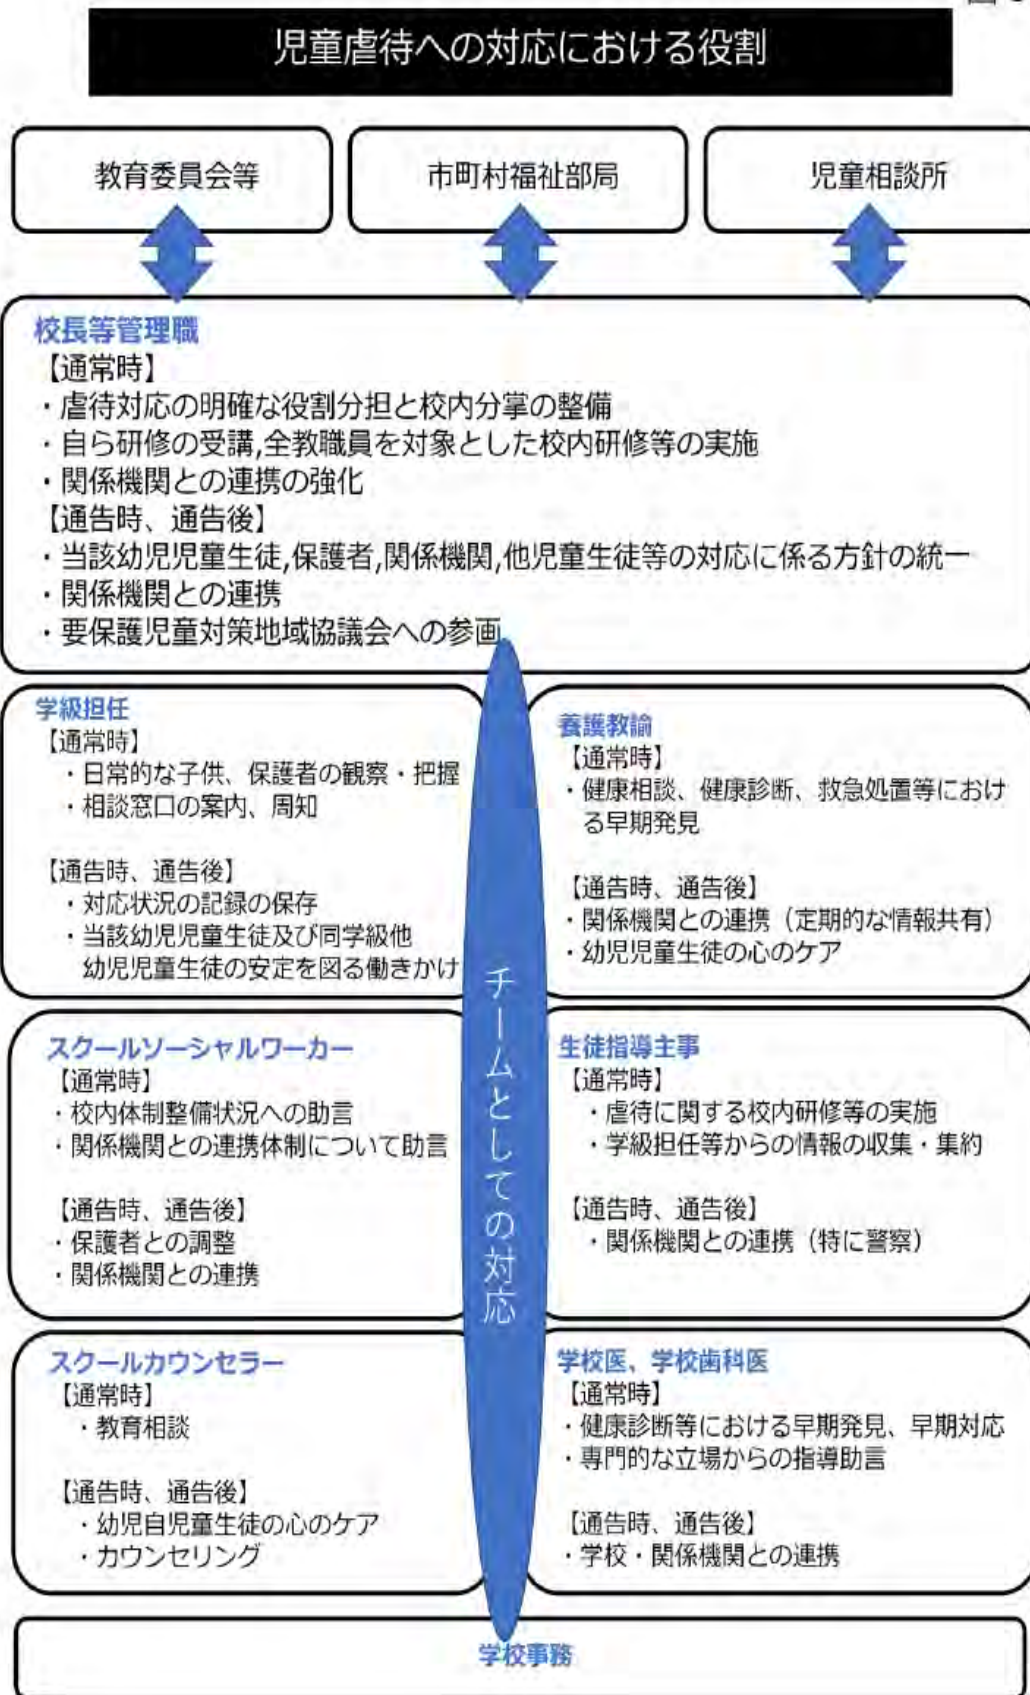 児童虐待への対応における役割
教育委員会等
市町村福祉部局
児童相談所
校長等管理職
【通常時】
・虐待対応の明確な役割分担と校内分掌の整備
・自ら研修の受講,全教職員を対象とした校内研修等の実施
・関係機関との連携の強化
【通告時、通告後】
・当該幼児児童生徒,保護者,関係機関,他児童生徒等の対応に係る方針の統一
・関係機関との連携
・要保護児童対策地域協議会への参画
学級担任
【通常時】
・日常的な子供、保護者の観察・把握
・相談窓口の案内、周知
【通告時、通告後】
・対応状況の記録の保存
・当該幼児児童生徒及び同学級他
幼児児童生徒の安定を図る働きかけ
養護教諭
【通常時】
・健康相談、健康診断、救急処置等におけ
る早期発見
【通告時、通告後】
・関係機関との連携（定期的な情報共有）
・幼児児童生徒の心のケア
チームとしての対応
スクールソーシャルワーカー
【通常時】
・校内体制整備状況への助言
・関係機関との連携体制について助言
【通告時、通告後】
・保護者との調整
・関係機関との連携
生徒指導主事
【通常時】
・虐待に関する校内研修等の実施
・学級担任等からの情報の収集・集約
【通告時、通告後】
・関係機関との連携（特に警察）
スクールカウンセラー
【通常時】
・教育相談
【通告時、通告後】
・幼児自児童生徒の心のケア
・カウンセリング
学校医、学校歯科医
【通常時】
・健康診断等における早期発見、早期対応
・専門的な立場からの指導助言
【通告時、通告後】
・学校・関係機関との連携
学校事務